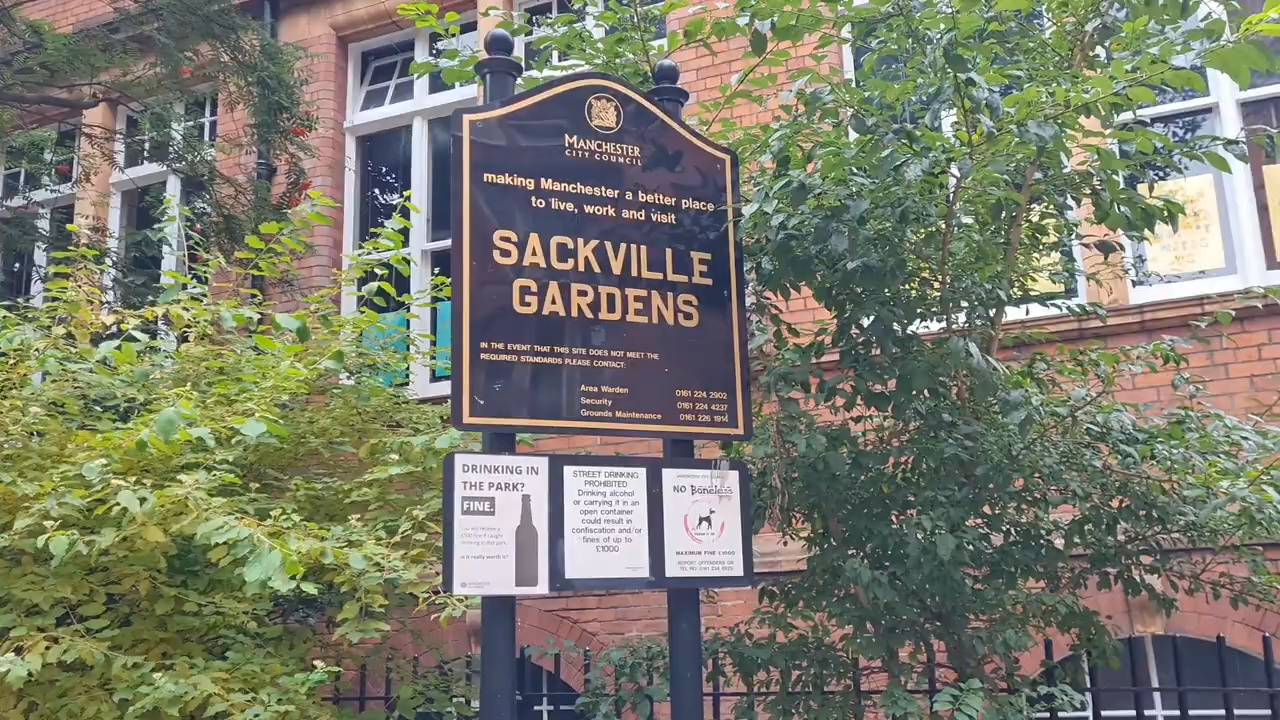 MANCHESTER
CITY COUNCIL
making Manchester a better place
to live, work and visit
SACKVILLE
GARDENS
IN THE EVENT THAT THIS SITE DOES NOT MEET THE
REQUIRED STANDARDS PLEASE CONTACT:
Area Warden 0161 224 2902
Security 0161 224 4237
Grounds Maintenance 0161 226 1914
DRINKING IN
THE PARK?
FINE.
is it really worth it?
MANCHESTER
STREET DRINKING
PROHIBITED
Drinking alcohol
or carrying it in an
open container
could result in
confiscation and/or
fines of up to
£1000
NO Boneless
MAXIMUM FINE £1000
REPORT OFFENDERS ON